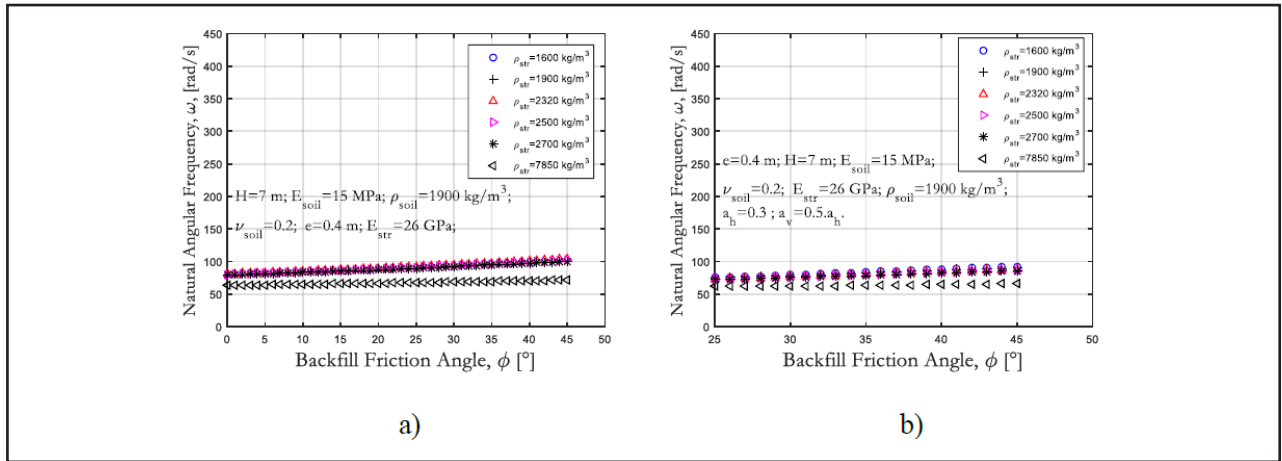 450
400
350
300
250
200
150
100
50
0
Natural Angular Frequency, ω, [rad/s]
ρstr=1600 kg/m³
ρstr=1900 kg/m³
ρstr=2320 kg/m³
ρstr=2500 kg/m³
ρstr=2700 kg/m³
ρstr=7850 kg/m³
H=7 m; Esoil=15 MPa; ρsoil=1900 kg/m³;
νsoil=0.2; e=0.4 m; Estr=26 GPa;
0 5 10 15 20 25 30 35 40 45 50
Backfill Friction Angle, ϕ [°]
a)
450
400
350
300
250
200
150
100
50
0
Natural Angular Frequency, ω, [rad/s]
ρstr=1600 kg/m³
ρstr=1900 kg/m³
ρstr=2320 kg/m³
ρstr=2500 kg/m³
ρstr=2700 kg/m³
ρstr=7850 kg/m³
e=0.4 m; H=7 m; Esoil=15 MPa;
νsoil=0.2; Estr=26 GPa; ρsoil=1900 kg/m³;
ah=0.3 ; av=0.5.ah.
25 30 35 40 45 50
Backfill Friction Angle, ϕ [°]
b)